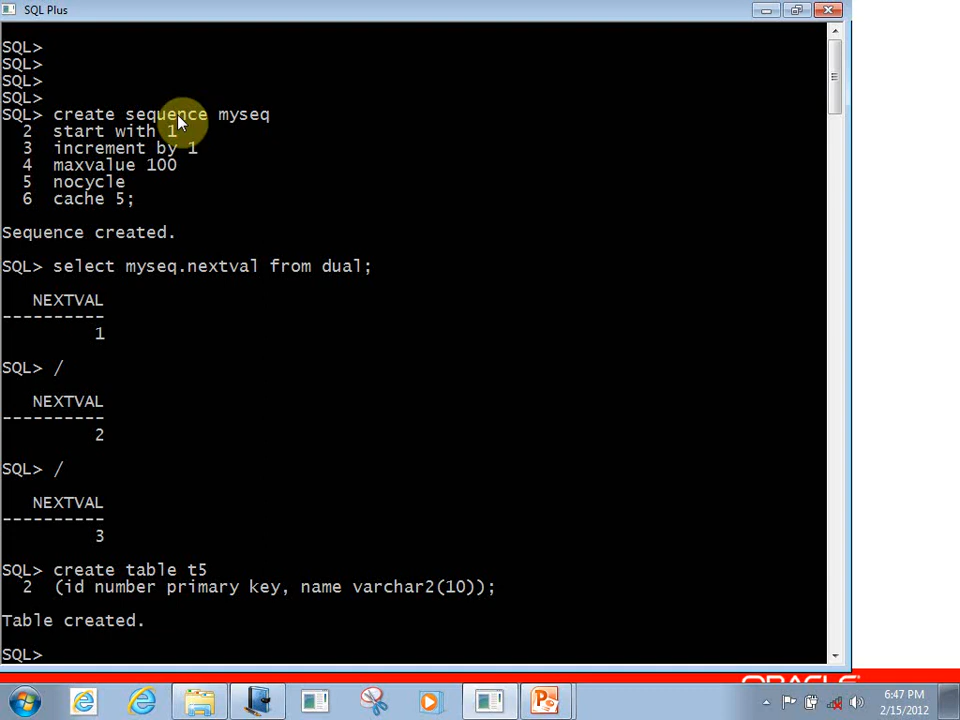 SQL Plus
SQL>
SQL>
SQL>
SQL>
SQL> create sequence myseq
2 start with 1
3 increment by 1
4 maxvalue 100
5 nocycle
6 cache 5;
Sequence created.
SQL> select myseq.nextval from dual;
NEXTVAL
----------
1
SQL> /
NEXTVAL
----------
2
SQL> /
NEXTVAL
----------
3
SQL> create table t5
2 (id number primary key, name varchar2(10));
Table created.
SQL>
ORACLE
6:47 PM
2/15/2012